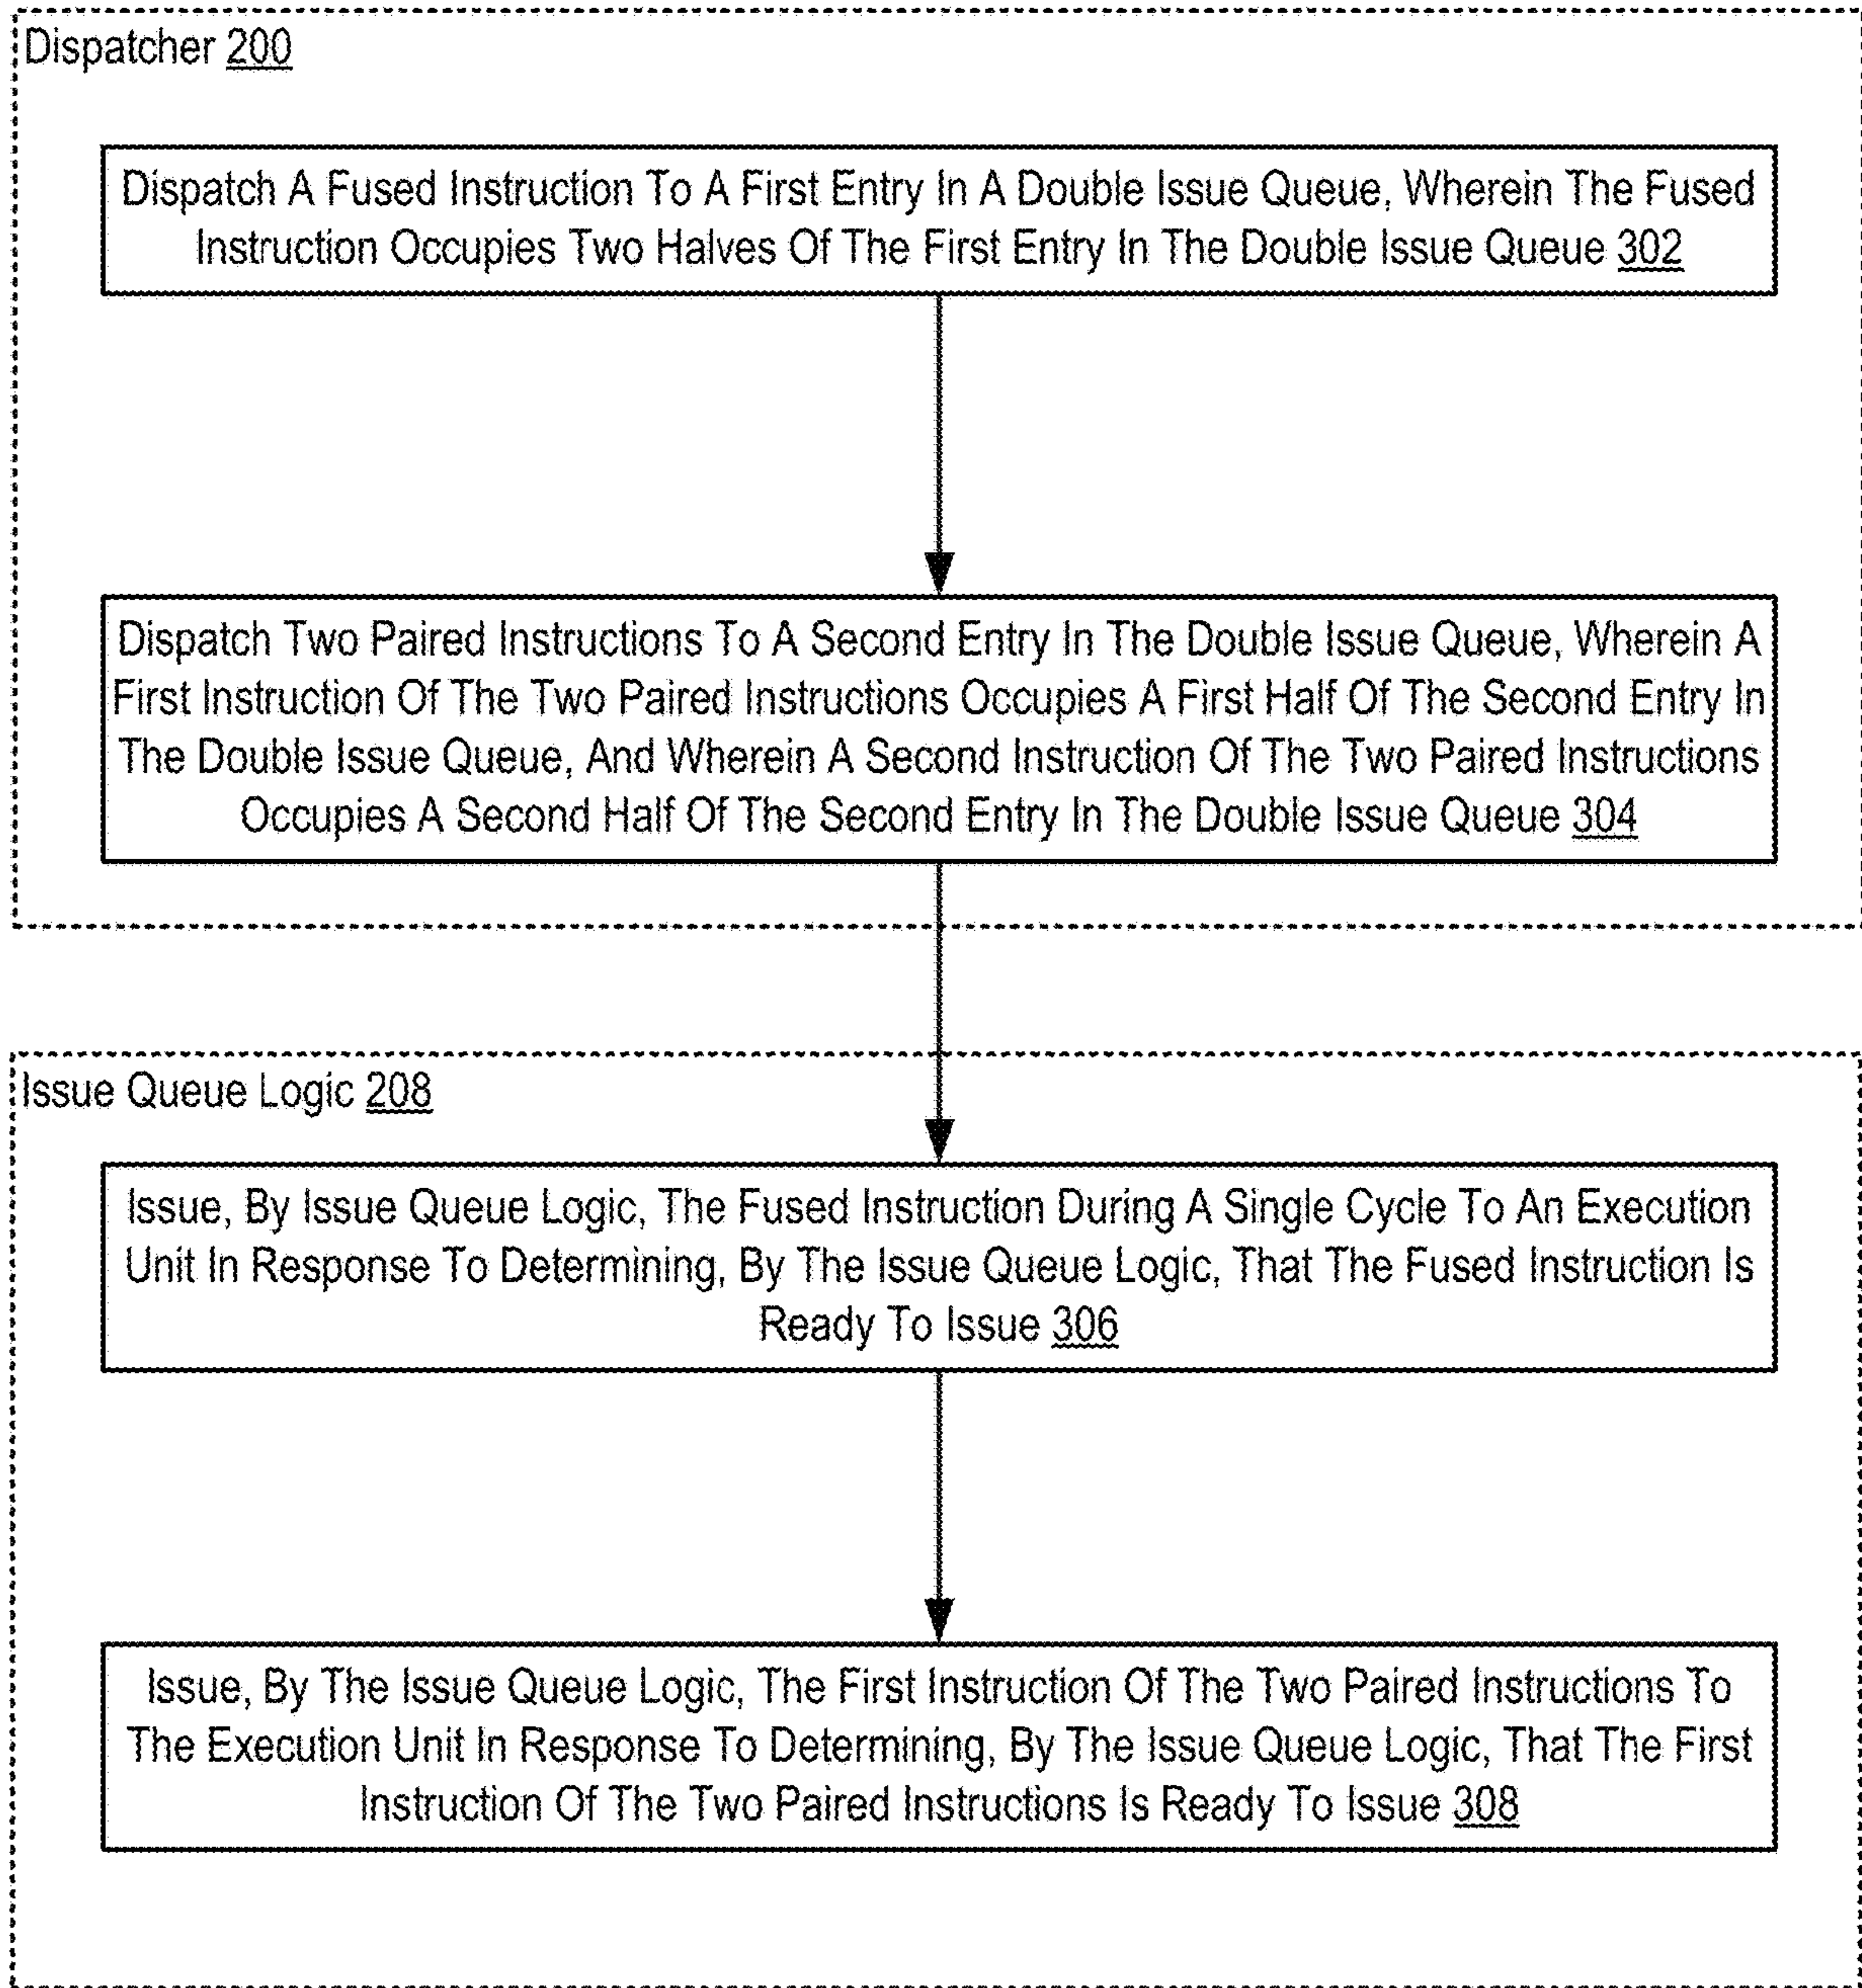 Dispatcher 200
Dispatch A Fused Instruction To A First Entry In A Double Issue Queue, Wherein The Fused
Instruction Occupies Two Halves Of The First Entry In The Double Issue Queue 302
Dispatch Two Paired Instructions To A Second Entry In The Double Issue Queue, Wherein A
First Instruction Of The Two Paired Instructions Occupies A First Half Of The Second Entry In
The Double Issue Queue, And Wherein A Second Instruction Of The Two Paired Instructions
Occupies A Second Half Of The Second Entry In The Double Issue Queue 304
Issue Queue Logic 208
Issue, By Issue Queue Logic, The Fused Instruction During A Single Cycle To An Execution
Unit In Response To Determining, By The Issue Queue Logic, That The Fused Instruction Is
Ready To Issue 306
Issue, By The Issue Queue Logic, The First Instruction Of The Two Paired Instructions To
The Execution Unit In Response To Determining, By The Issue Queue Logic, That The First
Instruction Of The Two Paired Instructions Is Ready To Issue 308